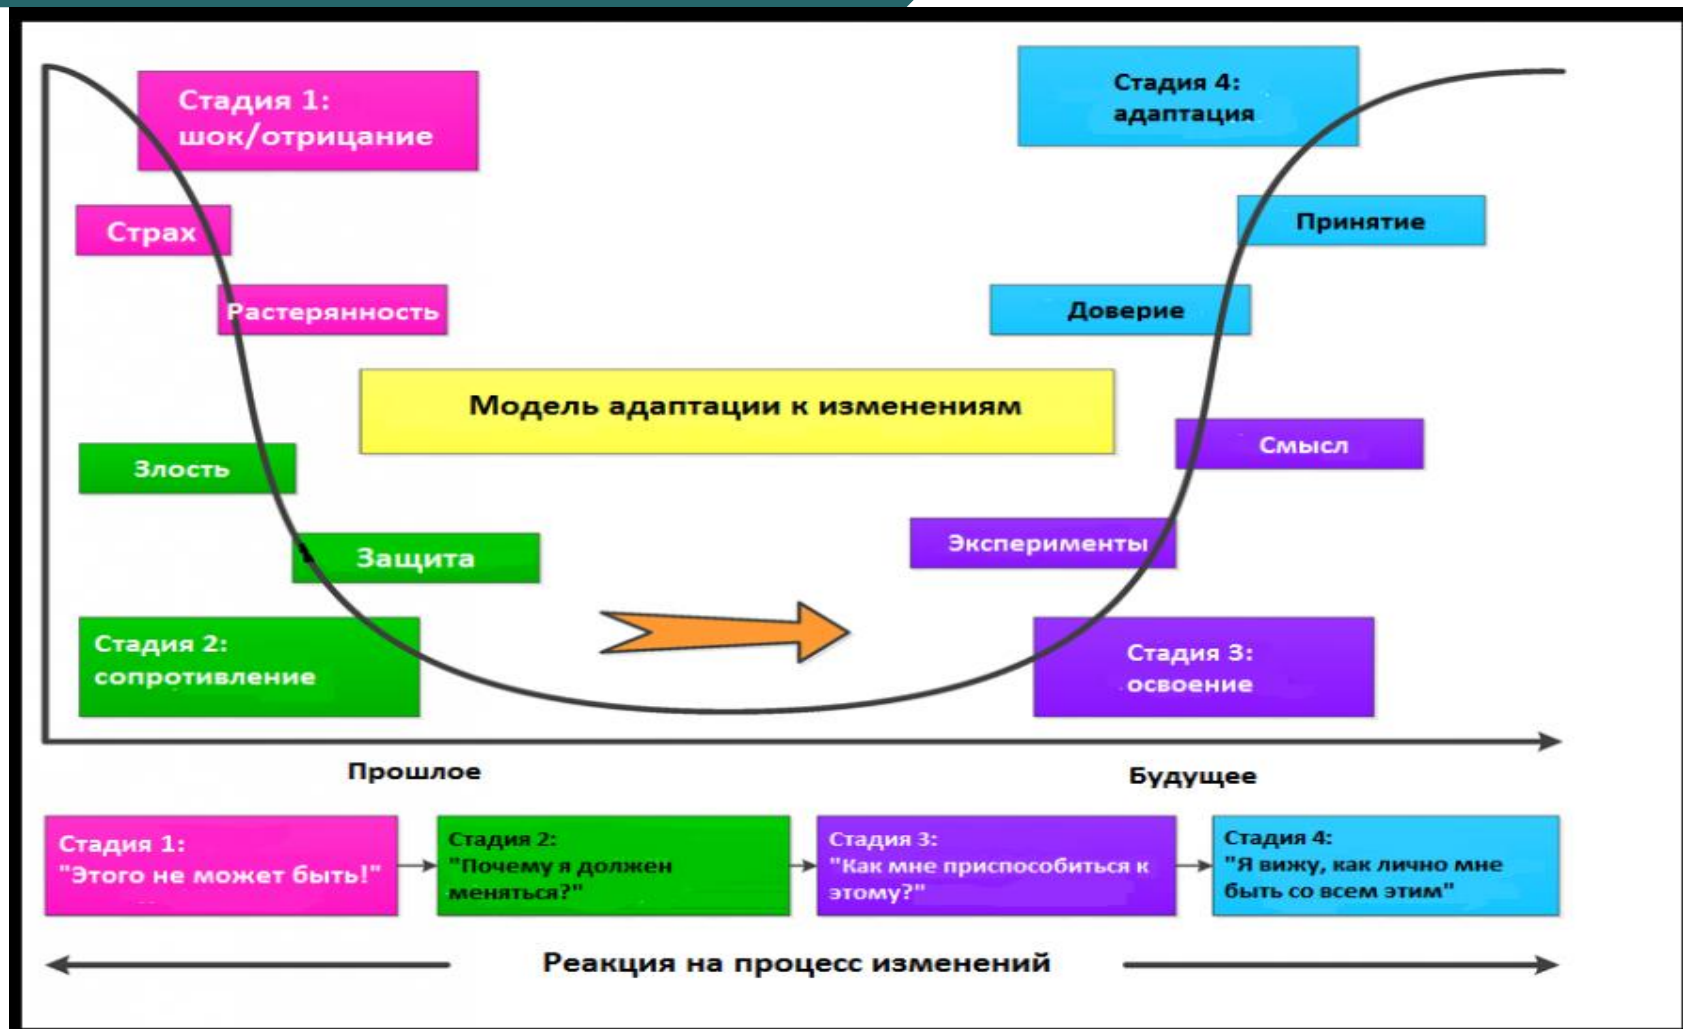 Стадия 1:
шок/отрицание
Страх
Растерянность
Злость
Защита
Стадия 2:
сопротивление
Модель адаптации к изменениям
Стадия 4:
адаптация
Принятие
Доверие
Смысл
Эксперименты
Стадия 3:
освоение
Прошлое
Будущее
Стадия 1:
"Этого не может быть!"
Стадия 2:
"Почему я должен
меняться?"
Стадия 3:
"Как мне приспособиться к
этому?"
Стадия 4:
"Я вижу, как лично мне
быть со всем этим"
Реакция на процесс изменений